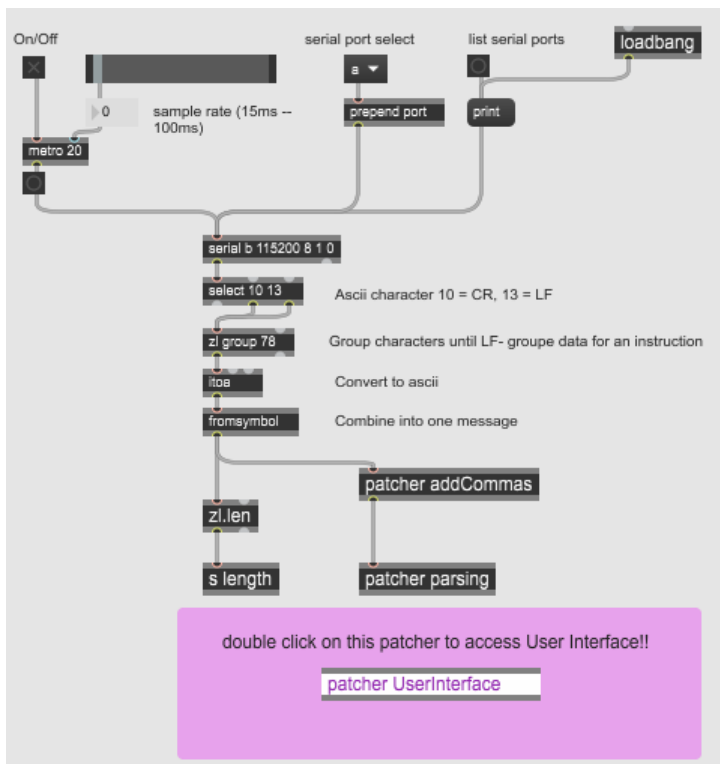 On/Off
serial port select
list serial ports
loadbang
a
0
sample rate (15ms --
100ms)
prepend port
print
metro 20
serial b 115200 8 1 0
select 10 13
Ascii character 10 = CR, 13 = LF
zl group 78
Group characters until LF- groupe data for an instruction
itoa
Convert to ascii
fromsymbol
Combine into one message
patcher addCommas
zl.len
s length
patcher parsing
double click on this patcher to access User Interface!!
patcher UserInterface